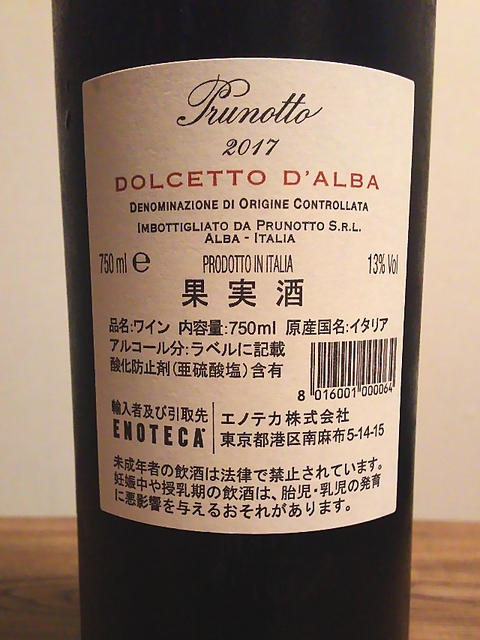 Prunotto
2017
DOLCETTO D'ALBA
DENOMINAZIONE DI ORIGINE CONTROLLATA
IMBOTTIGLIATO DA PRUNOTTO S.R.L.
ALBA - ITALIA
750 ml e PRODOTTO IN ITALIA 13% Vol
果実酒
品名:ワイン 内容量:750ml 原産国名:イタリア
アルコール分:ラベルに記載
酸化防止剤(亜硫酸塩)含有
8 016001 000064
輸入者及び引取先 エノテカ株式会社
ENOTECA 東京都港区南麻布5-14-15
未成年者の飲酒は法律で禁止されています。
妊娠中や授乳期の飲酒は、胎児・乳児の発育
に悪影響を与えるおそれがあります。